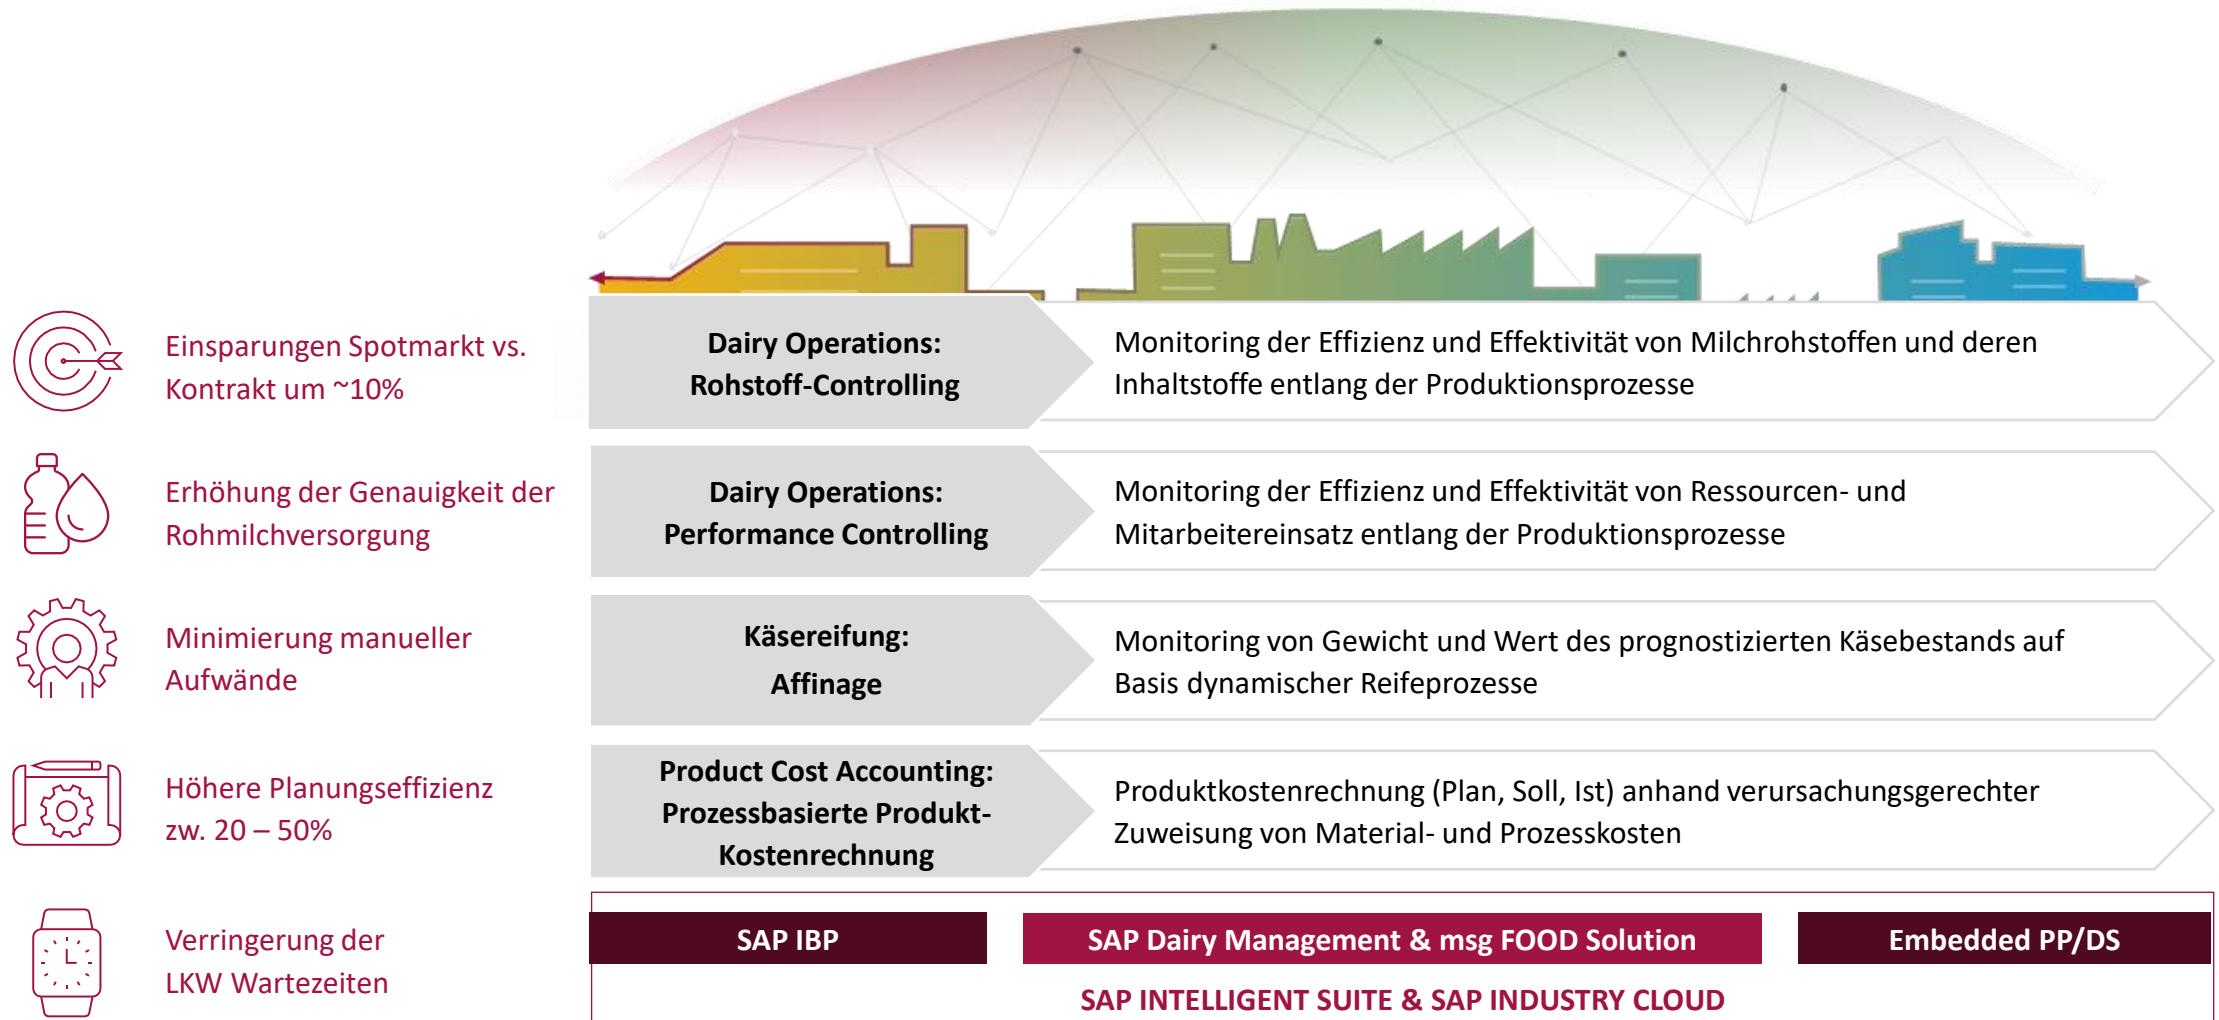 Einsparungen Spotmarkt vs.
Kontrakt um ~10%
Erhöhung der Genauigkeit der
Rohmilchversorgung
Minimierung manueller
Aufwände
Höhere Planungseffizienz
zw. 20 – 50%
Verringerung der
LKW Wartezeiten
Dairy Operations:
Rohstoff-Controlling
Monitoring der Effizienz und Effektivität von Milchrohstoffen und deren
Inhaltstoffe entlang der Produktionsprozesse
Dairy Operations:
Performance Controlling
Monitoring der Effizienz und Effektivität von Ressourcen- und
Mitarbeitereinsatz entlang der Produktionsprozesse
Käsereifung:
Affinage
Monitoring von Gewicht und Wert des prognostizierten Käsebestands auf
Basis dynamischer Reifeprozesse
Product Cost Accounting:
Prozessbasierte Produkt-
Kostenrechnung
Produktkostenrechnung (Plan, Soll, Ist) anhand verursachungsgerechter
Zuweisung von Material- und Prozesskosten
SAP IBP
SAP Dairy Management & msg FOOD Solution
Embedded PP/DS
SAP INTELLIGENT SUITE & SAP INDUSTRY CLOUD